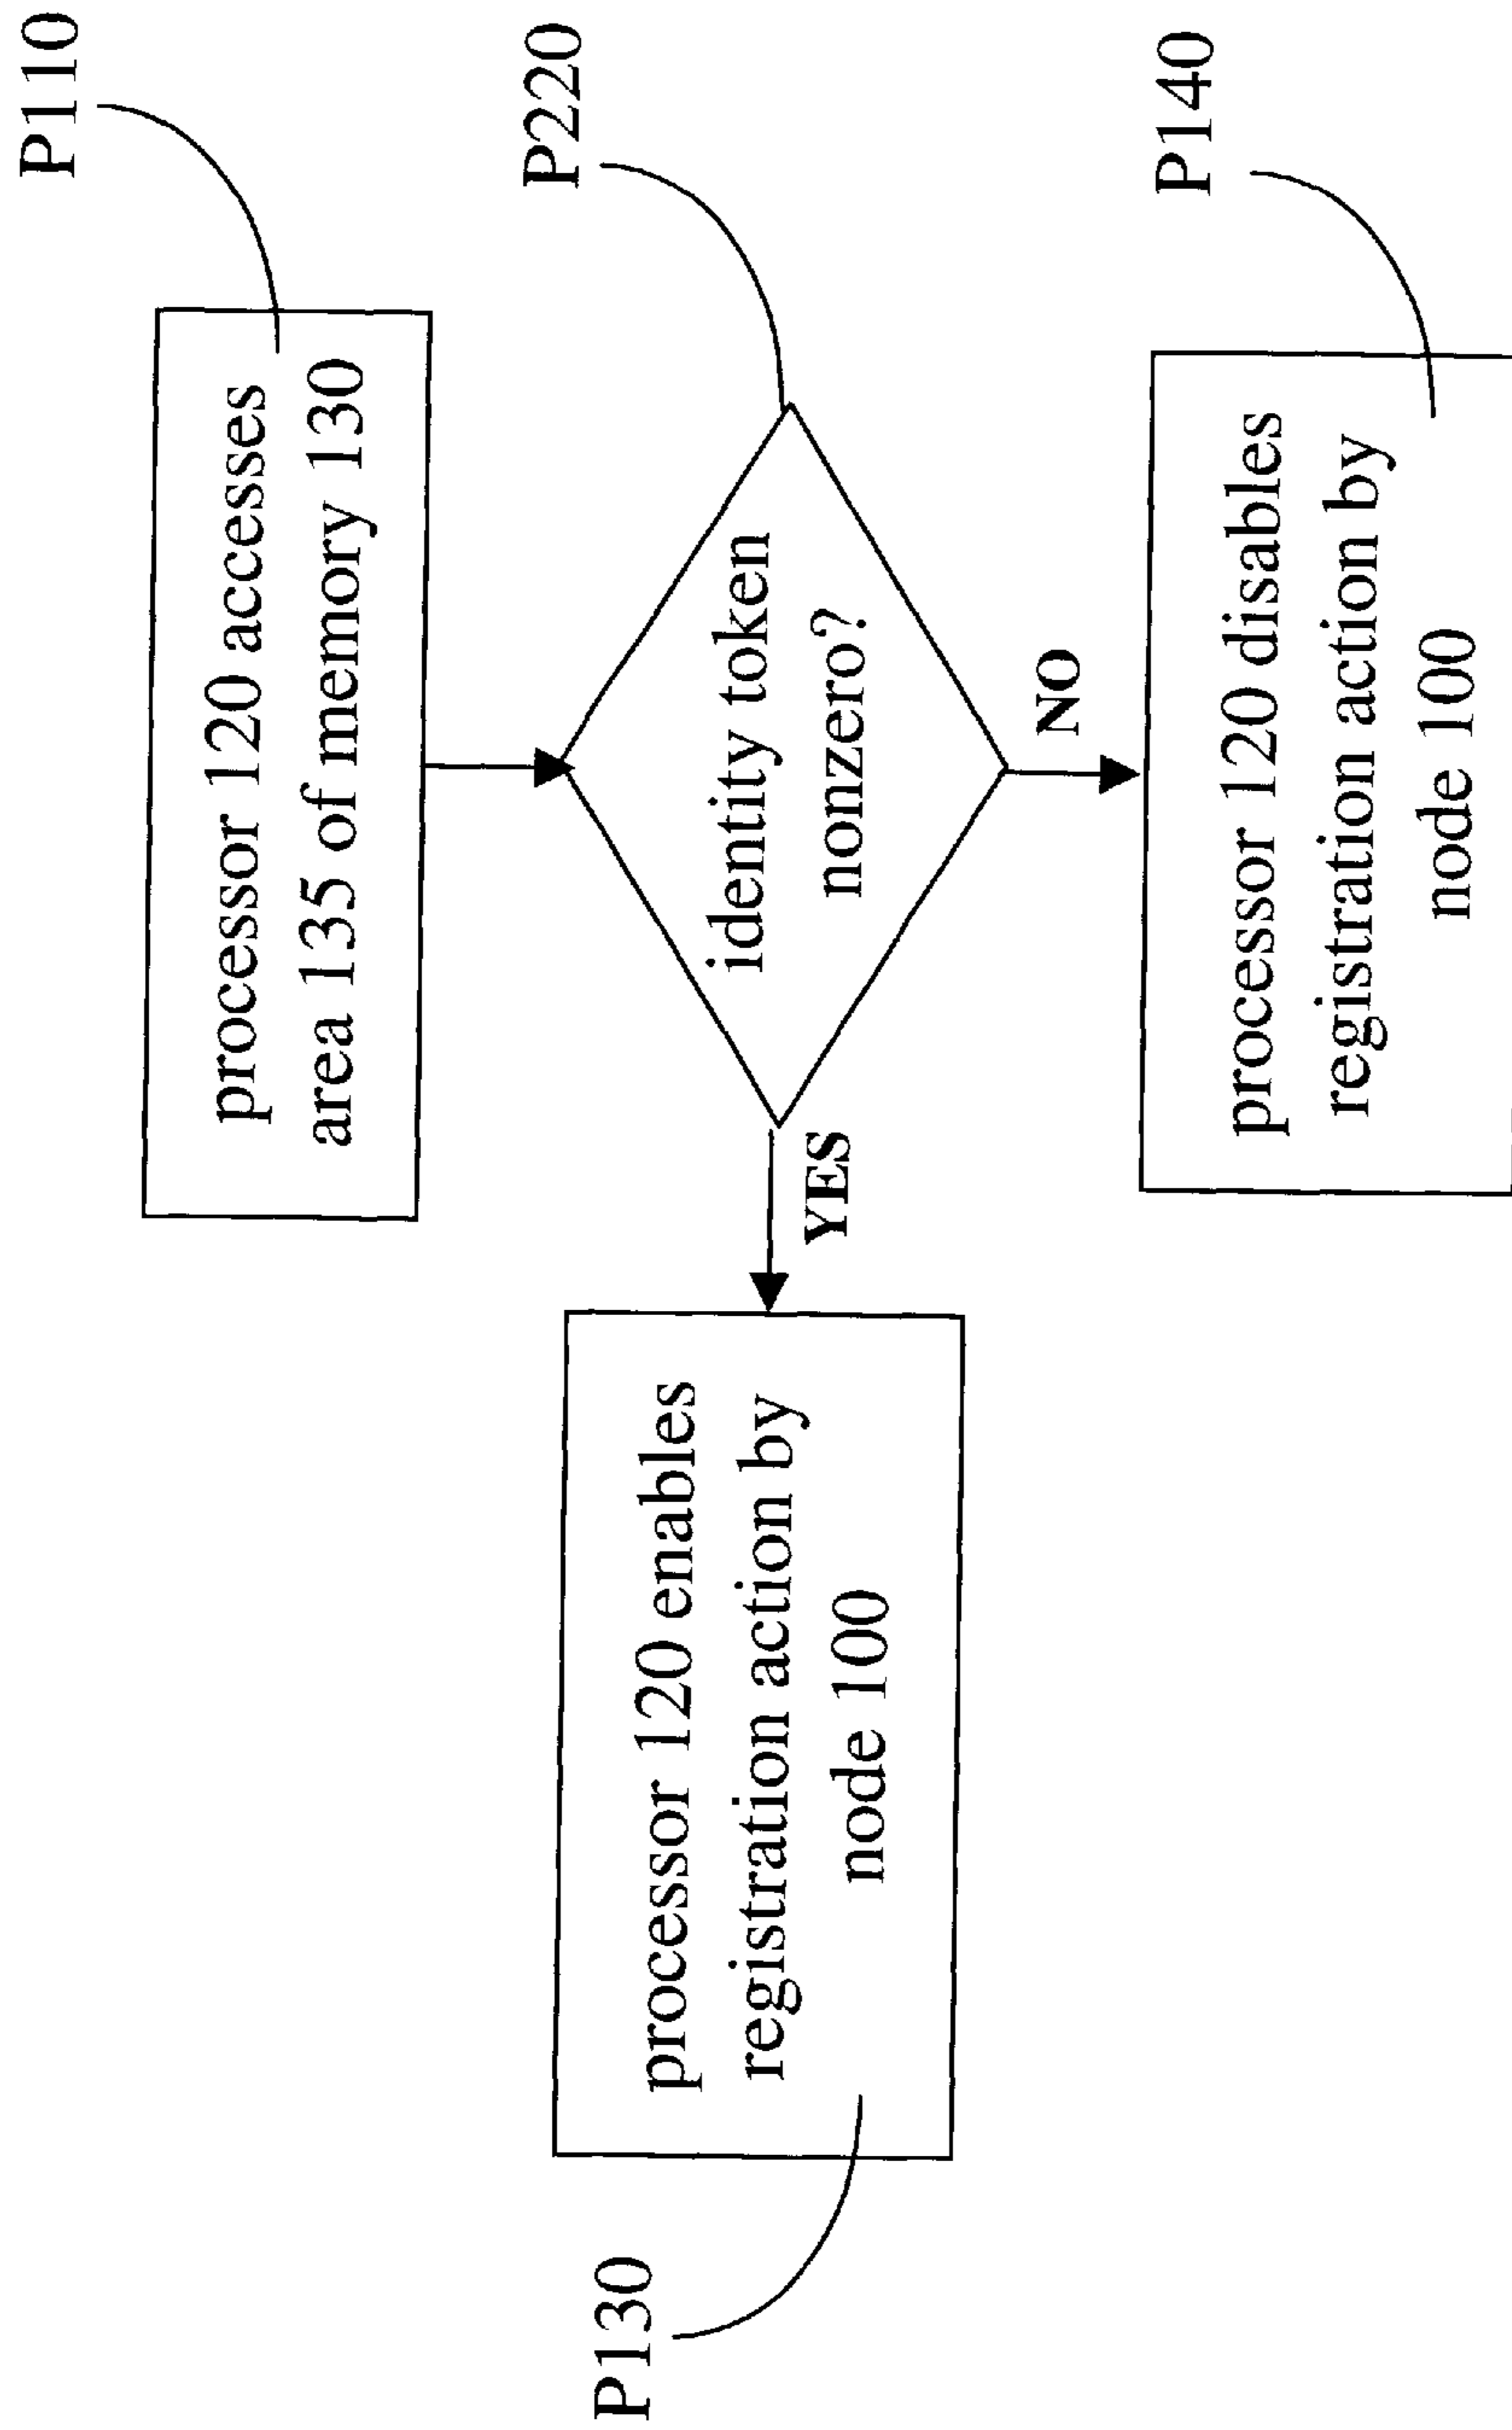 P110
processor 120 accesses
area 135 of memory 130
P220
identity token
nonzero?
YES
NO
P130
processor 120 enables
registration action by
node 100
P140
processor 120 disables
registration action by
node 100